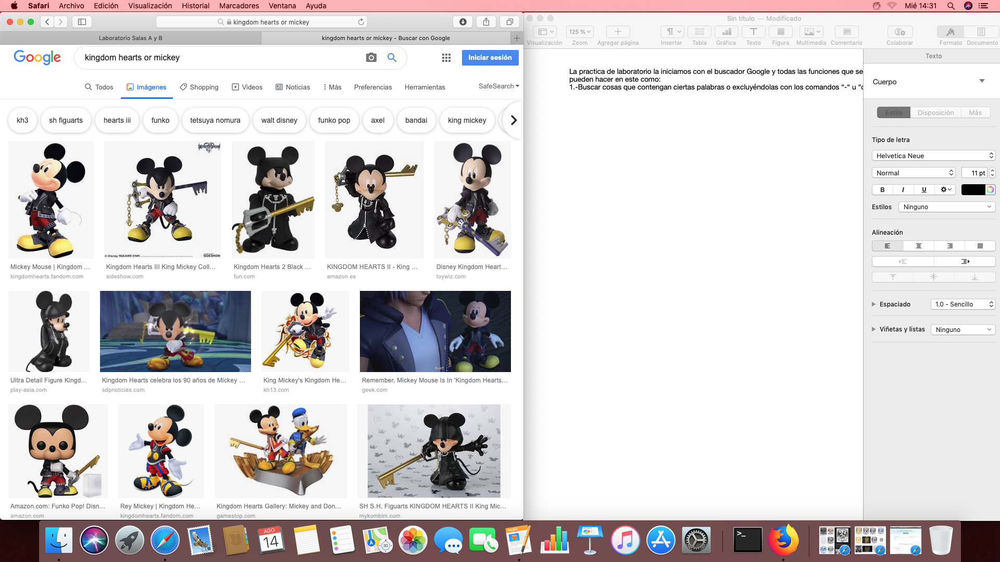 Safari Archivo Edición Visualización Historial Marcadores Ventana Ayuda Mié 14:31
kingdom hearts or mickey
Laboratorio Salas A y B
kingdom hearts or mickey - Buscar con Google
Google
kingdom hearts or mickey
Iniciar sesión
Todos Imágenes Shopping Videos Noticias Más Preferencias Herramientas SafeSearch
kh3 sh figuarts hearts iii funko tetsuya nomura walt disney funko pop axel bandai king mickey
© Disney SQUARE ENIX SIDESHOW
Mickey Mouse | Kingdom ...
kingdomhearts.fandom.com
Kingdom Hearts III King Mickey Coll...
sideshow.com
Kingdom Hearts 2 Black ...
fun.com
KINGDOM HEARTS II - King ...
amazon.es
Disney Kingdom Heart...
toywiz.com
Ultra Detail Figure Kingd...
play-asia.com
Kingdom Hearts celebra los 90 años de Mickey ...
sdpnoticias.com
King Mickey's Kingdom He...
kh13.com
Remember, Mickey Mouse Is In 'Kingdom Hearts...
geek.com
Amazon.com: Funko Pop! Disn...
amazon.com
Rey Mickey | Kingdom He...
kingdomhearts.fandom.com
Kingdom Hearts Gallery: Mickey and Don...
gamestop.com
SH S.H. Figuarts KINGDOM HEARTS II King Mic...
mykombini.com
Sin título — Modificado
125 %
Visualización Zoom Agregar página Insertar Tabla Gráfica Texto Figura Multimedia Comentario Colaborar Formato Documento
La practica de laboratorio la iniciamos con el buscador Google y todas las funciones que se
pueden hacer en este como:
1.-Buscar cosas que contengan ciertas palabras o excluyéndolas con los comandos “-“ u “
Texto
Cuerpo
Estilo Disposición Más
Tipo de letra
Helvetica Neue
Normal 11 pt
B I U
Estilos Ninguno
Alineación
Espaciado 1.0 - Sencillo
Viñetas y listas Ninguno
AGO
14
3D
PAGES
>_